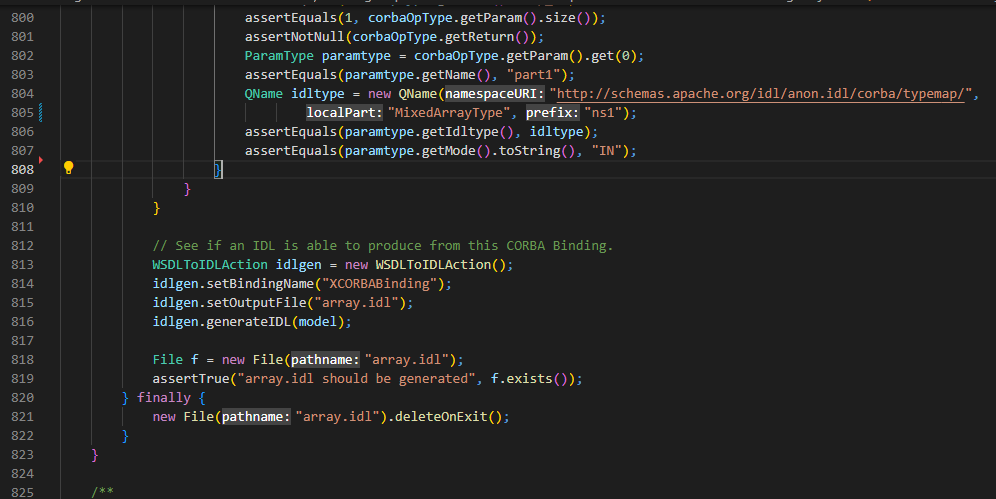 800 assertEquals(1, corbaOpType.getParam().size());
801 assertNotNull(corbaOpType.getReturn());
802 ParamType paramtype = corbaOpType.getParam().get(0);
803 assertEquals(paramtype.getName(), "part1");
804 QName idltype = new QName(namespaceURI: "http://schemas.apache.org/idl/anon.idl/corba/typemap/",
805 localPart: "MixedArrayType", prefix: "ns1");
806 assertEquals(paramtype.getIdltype(), idltype);
807 assertEquals(paramtype.getMode().toString(), "IN");
808 }
809 }
810 }
811
812 // See if an IDL is able to produce from this CORBA Binding.
813 WSDLToIDLAction idlgen = new WSDLToIDLAction();
814 idlgen.setBindingName("XCORBABinding");
815 idlgen.setOutputFile("array.idl");
816 idlgen.generateIDL(model);
817
818 File f = new File(pathname: "array.idl");
819 assertTrue("array.idl should be generated", f.exists());
820 } finally {
821 new File(pathname: "array.idl").deleteOnExit();
822 }
823 }
824
825 /**